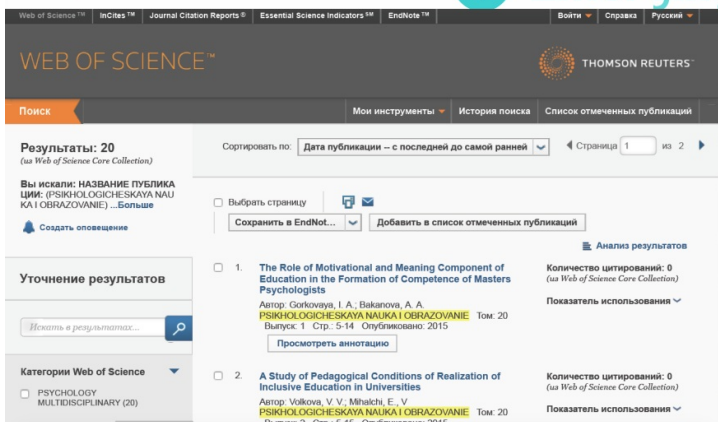 Web of Science™ InCites™ Journal Citation Reports® Essential Science Indicators℠ EndNote™ Войти Справка Русский
WEB OF SCIENCE™
THOMSON REUTERS™
Поиск Мои инструменты История поиска Список отмеченных публикаций
Результаты: 20
(из Web of Science Core Collection)
Вы искали: НАЗВАНИЕ ПУБЛИКА
ЦИИ: (PSIKHOLOGICHESKAYA NAU
KA I OBRAZOVANIE) ...Больше
Создать оповещение
Уточнение результатов
Искать в результатах...
Категории Web of Science
PSYCHOLOGY
MULTIDISCIPLINARY (20)
Сортировать по: Дата публикации -- с последней до самой ранней Страница 1 из 2
Выбрать страницу
Сохранить в EndNot... Добавить в список отмеченных публикаций
Анализ результатов
1. The Role of Motivational and Meaning Component of
Education in the Formation of Competence of Masters
Psychologists
Автор: Gorkovaya, I. A.; Bakanova, A. A.
PSIKHOLOGICHESKAYA NAUKA I OBRAZOVANIE Том: 20
Выпуск: 1 Стр.: 5-14 Опубликовано: 2015
Просмотреть аннотацию
Количество цитирований: 0
(из Web of Science Core Collection)
Показатель использования
2. A Study of Pedagogical Conditions of Realization of
Inclusive Education in Universities
Автор: Volkova, V. V.; Mihalchi, E., V
PSIKHOLOGICHESKAYA NAUKA I OBRAZOVANIE Том: 20
Количество цитирований: 0
(из Web of Science Core Collection)
Показатель использования